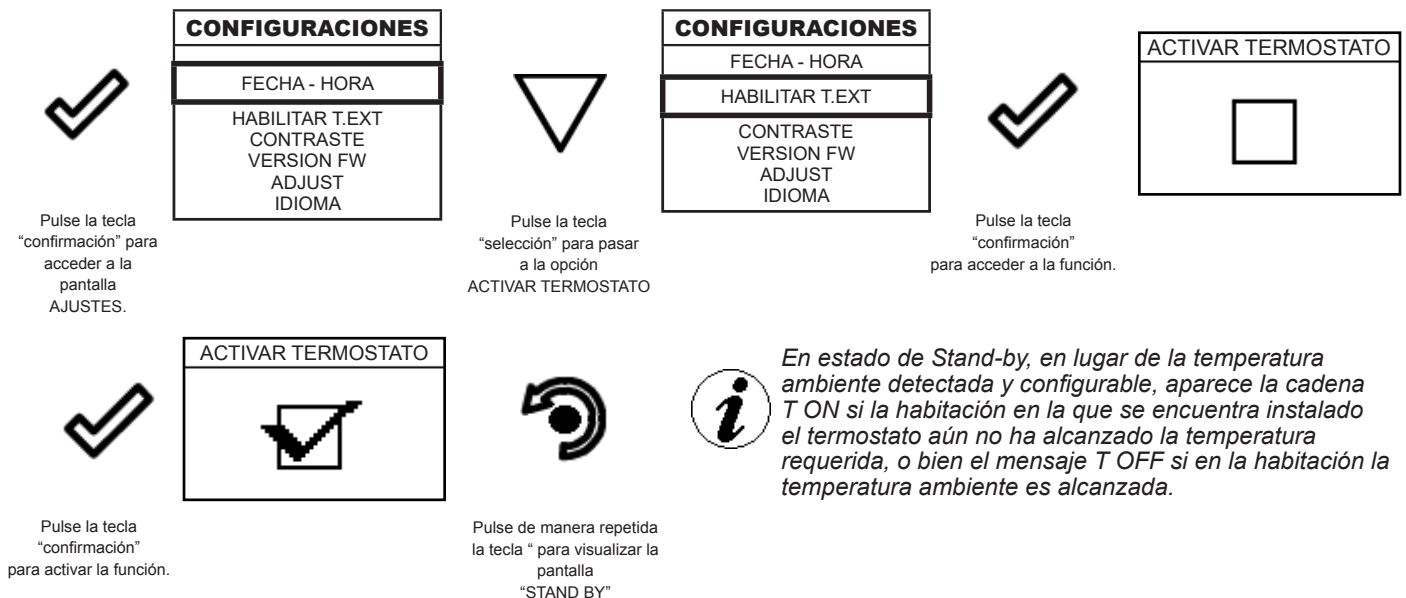 CONFIGURACIONES
FECHA - HORA
HABILITAR T.EXT
CONTRASTE
VERSION FW
ADJUST
IDIOMA
Pulse la tecla
“confirmación” para
acceder a la
pantalla
AJUSTES.
Pulse la tecla
“selección” para pasar
a la opción
ACTIVAR TERMOSTATO
CONFIGURACIONES
FECHA - HORA
HABILITAR T.EXT
CONTRASTE
VERSION FW
ADJUST
IDIOMA
Pulse la tecla
“confirmación”
para acceder a la función.
ACTIVAR TERMOSTATO
Pulse la tecla
“confirmación”
para activar la función.
ACTIVAR TERMOSTATO
Pulse de manera repetida
la tecla “ para visualizar la
pantalla
“STAND BY”
i
En estado de Stand-by, en lugar de la temperatura
ambiente detectada y configurable, aparece la cadena
T ON si la habitación en la que se encuentra instalado
el termostato aún no ha alcanzado la temperatura
requerida, o bien el mensaje T OFF si en la habitación la
temperatura ambiente es alcanzada.